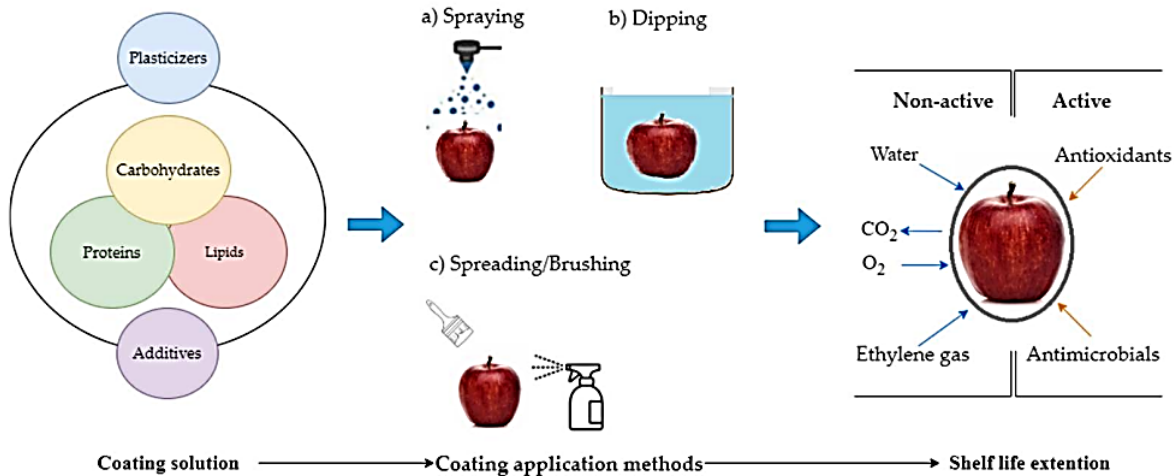 Plasticizers
Carbohydrates
Proteins
Lipids
Additives
a) Spraying
b) Dipping
c) Spreading/Brushing
Non-active
Active
Water
Antioxidants
CO₂
O₂
Ethylene gas
Antimicrobials
Coating solution
Coating application methods
Shelf life extention